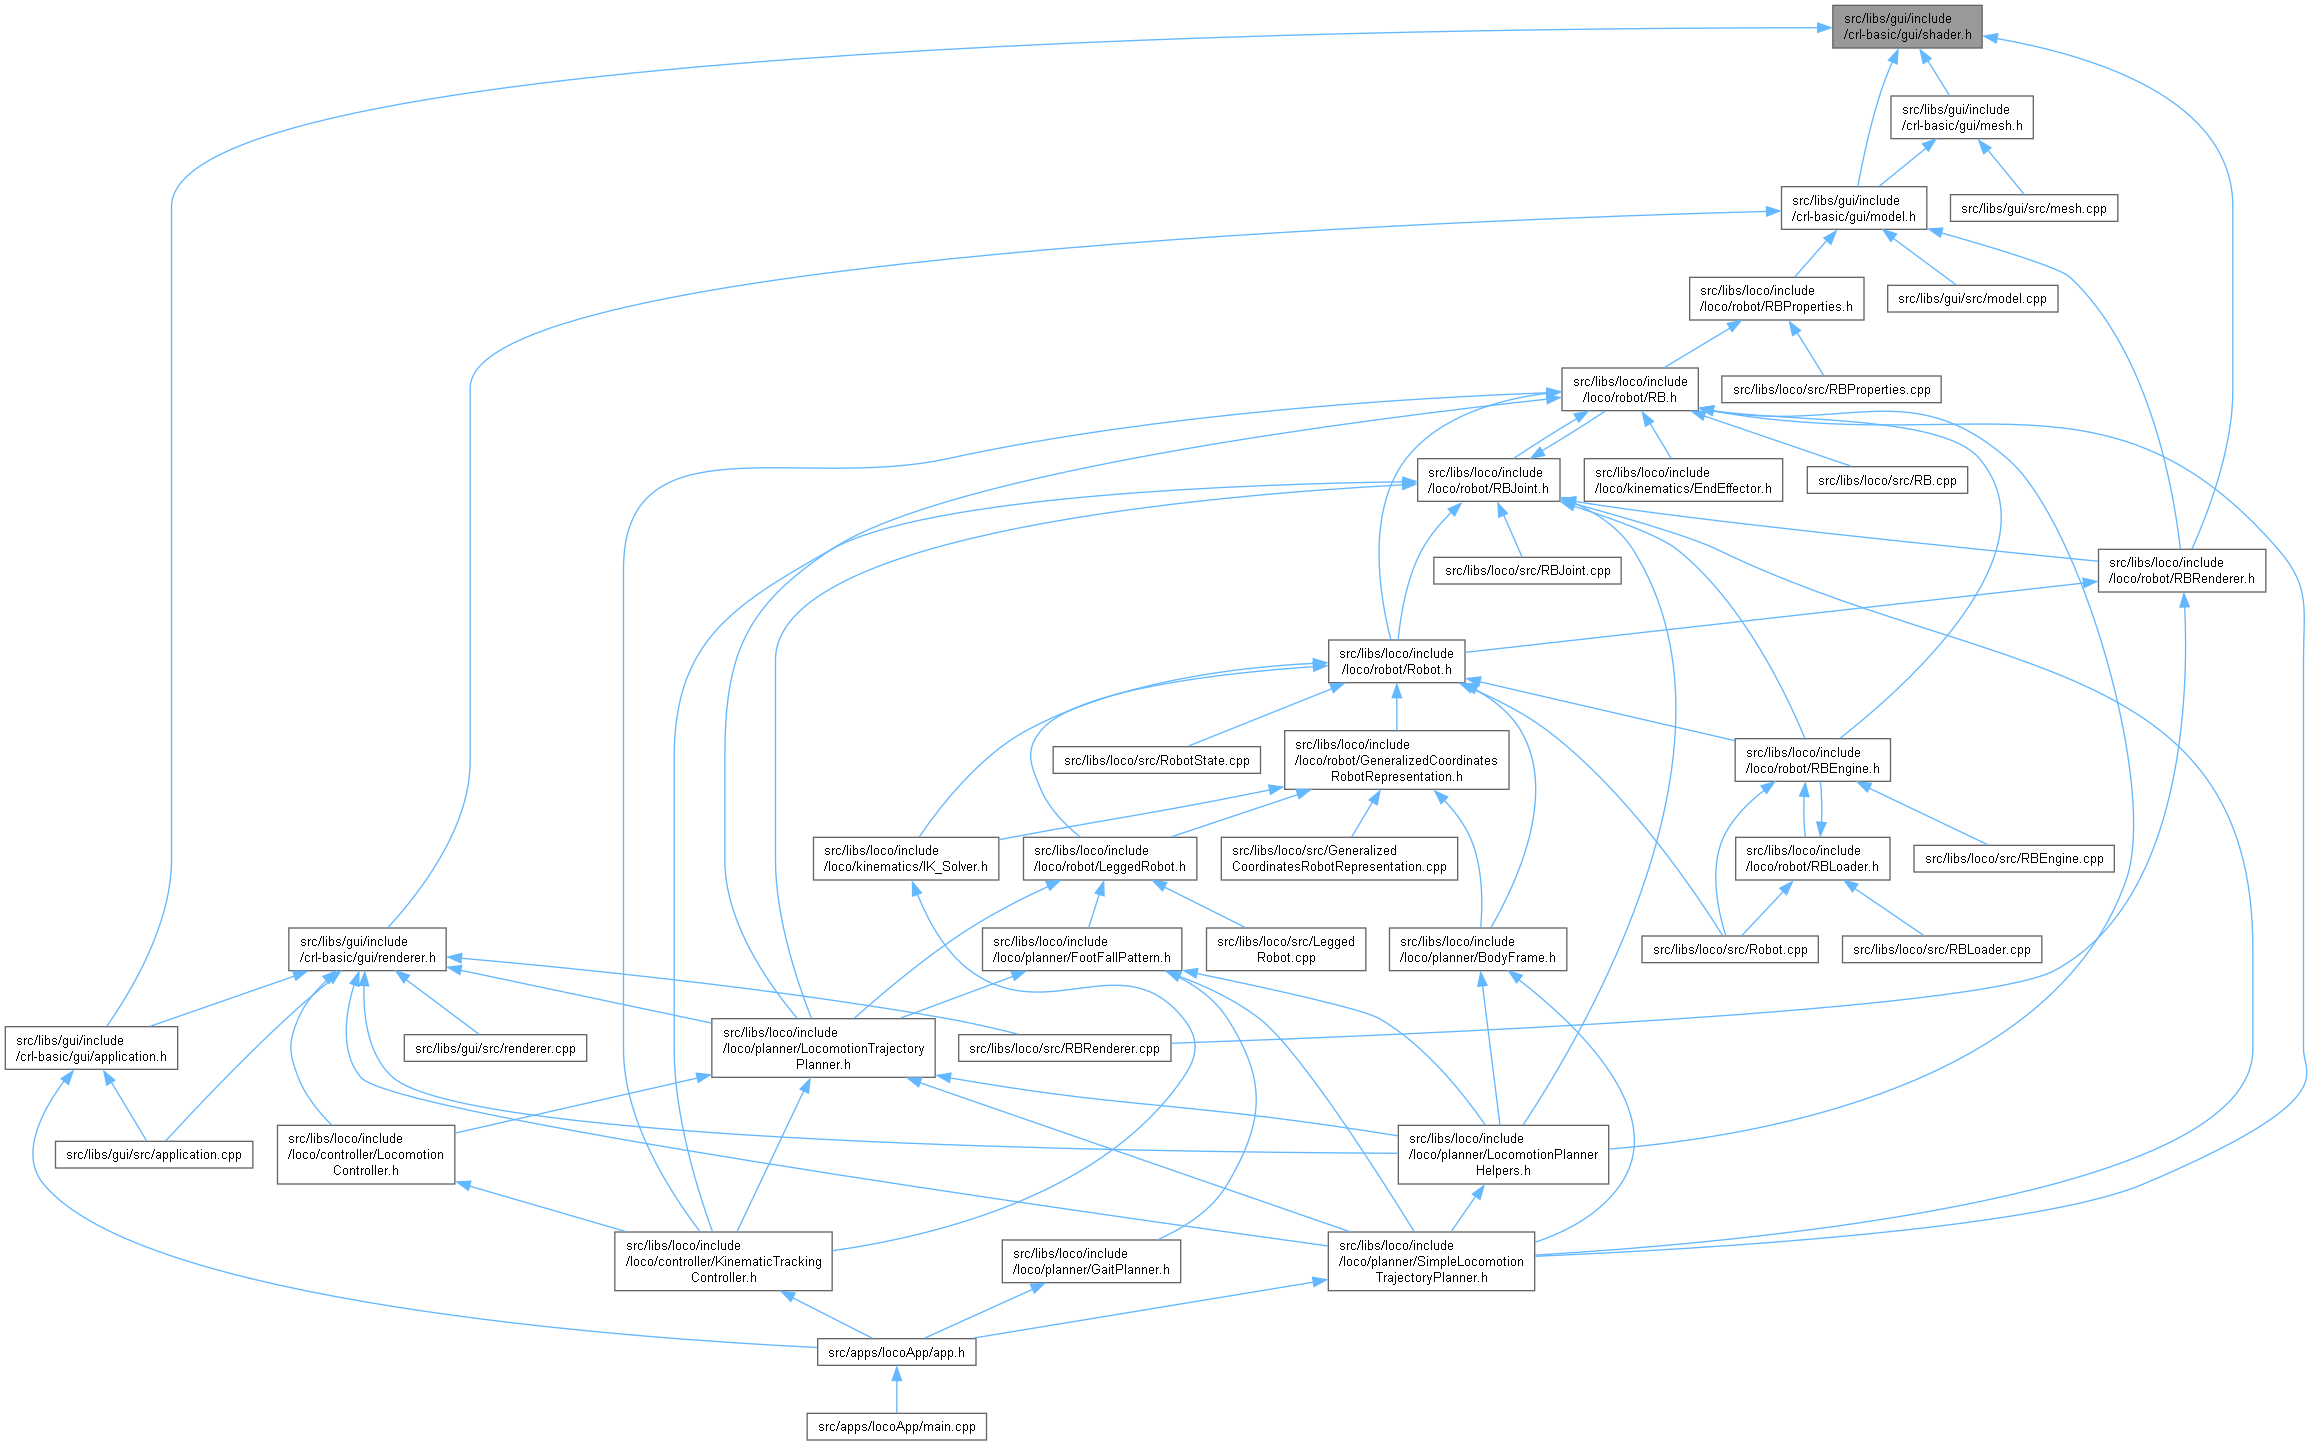 src/libs/gui/include
/crl-basic/gui/shader.h
src/libs/gui/include
/crl-basic/gui/mesh.h
src/libs/gui/include
/crl-basic/gui/model.h
src/libs/gui/src/mesh.cpp
src/libs/loco/include
/loco/robot/RBProperties.h
src/libs/gui/src/model.cpp
src/libs/loco/include
/loco/robot/RB.h
src/libs/loco/src/RBProperties.cpp
src/libs/loco/include
/loco/robot/RBJoint.h
src/libs/loco/include
/loco/kinematics/EndEffector.h
src/libs/loco/src/RB.cpp
src/libs/loco/src/RBJoint.cpp
src/libs/loco/include
/loco/robot/RBRenderer.h
src/libs/loco/include
/loco/robot/Robot.h
src/libs/loco/src/RobotState.cpp
src/libs/loco/include
/loco/robot/GeneralizedCoordinates
RobotRepresentation.h
src/libs/loco/include
/loco/robot/RBEngine.h
src/libs/loco/include
/loco/kinematics/IK_Solver.h
src/libs/loco/include
/loco/robot/LeggedRobot.h
src/libs/loco/src/Generalized
CoordinatesRobotRepresentation.cpp
src/libs/loco/include
/loco/robot/RBLoader.h
src/libs/loco/src/RBEngine.cpp
src/libs/gui/include
/crl-basic/gui/renderer.h
src/libs/loco/include
/loco/planner/FootFallPattern.h
src/libs/loco/src/Legged
Robot.cpp
src/libs/loco/include
/loco/planner/BodyFrame.h
src/libs/loco/src/Robot.cpp
src/libs/loco/src/RBLoader.cpp
src/libs/gui/include
/crl-basic/gui/application.h
src/libs/gui/src/renderer.cpp
src/libs/loco/include
/loco/planner/LocomotionTrajectory
Planner.h
src/libs/loco/src/RBRenderer.cpp
src/libs/gui/src/application.cpp
src/libs/loco/include
/loco/controller/Locomotion
Controller.h
src/libs/loco/include
/loco/planner/LocomotionPlanner
Helpers.h
src/libs/loco/include
/loco/controller/KinematicTracking
Controller.h
src/libs/loco/include
/loco/planner/GaitPlanner.h
src/libs/loco/include
/loco/planner/SimpleLocomotion
TrajectoryPlanner.h
src/apps/locoApp/app.h
src/apps/locoApp/main.cpp